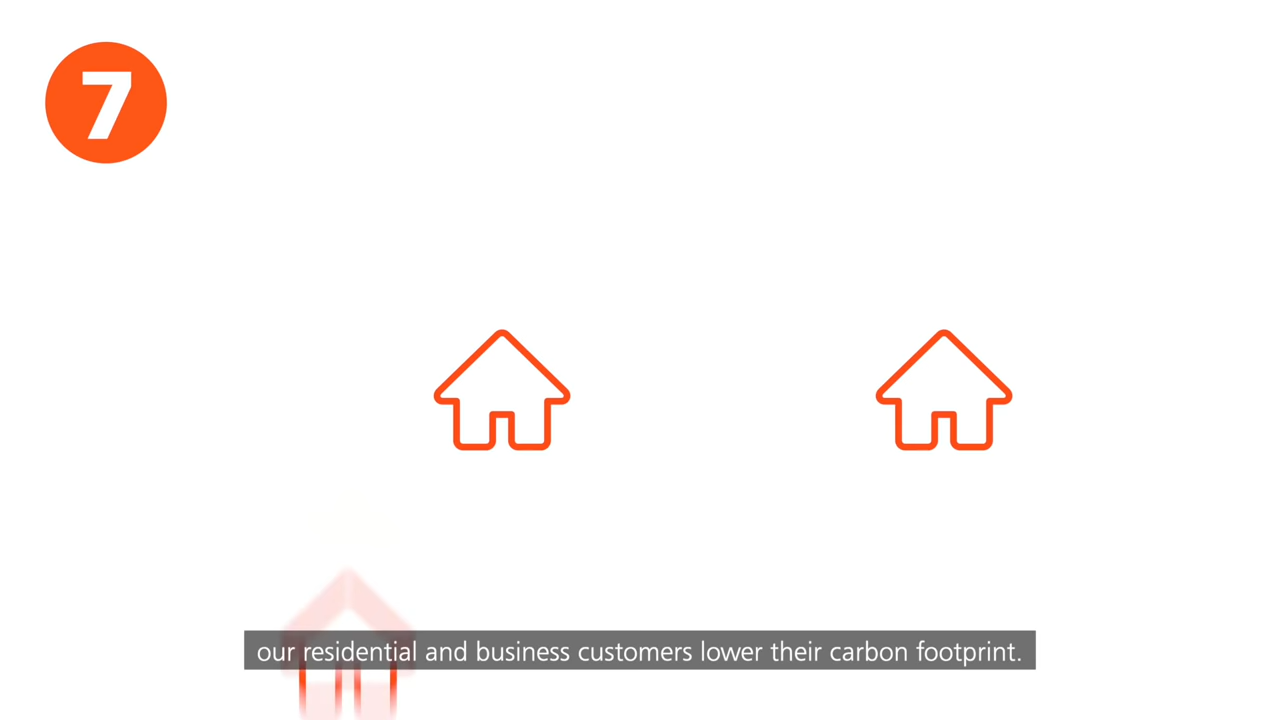 7
our residential and business customers lower their carbon footprint.